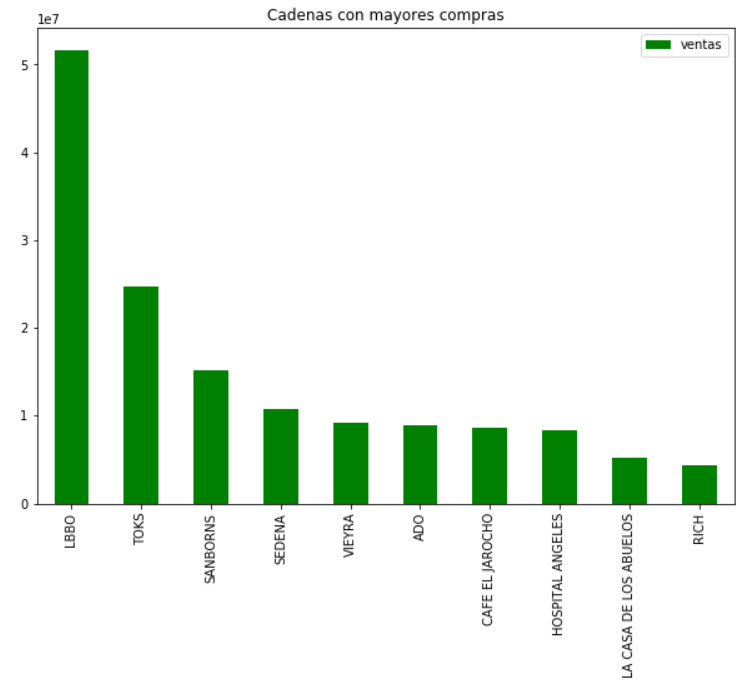 Cadenas con mayores compras
1e7
ventas
5
4
3
2
1
0
LBBO
TOKS
SANBORNS
SEDENA
VIEYRA
ADO
CAFE EL JAROCHO
HOSPITAL ANGELES
LA CASA DE LOS ABUELOS
RICH